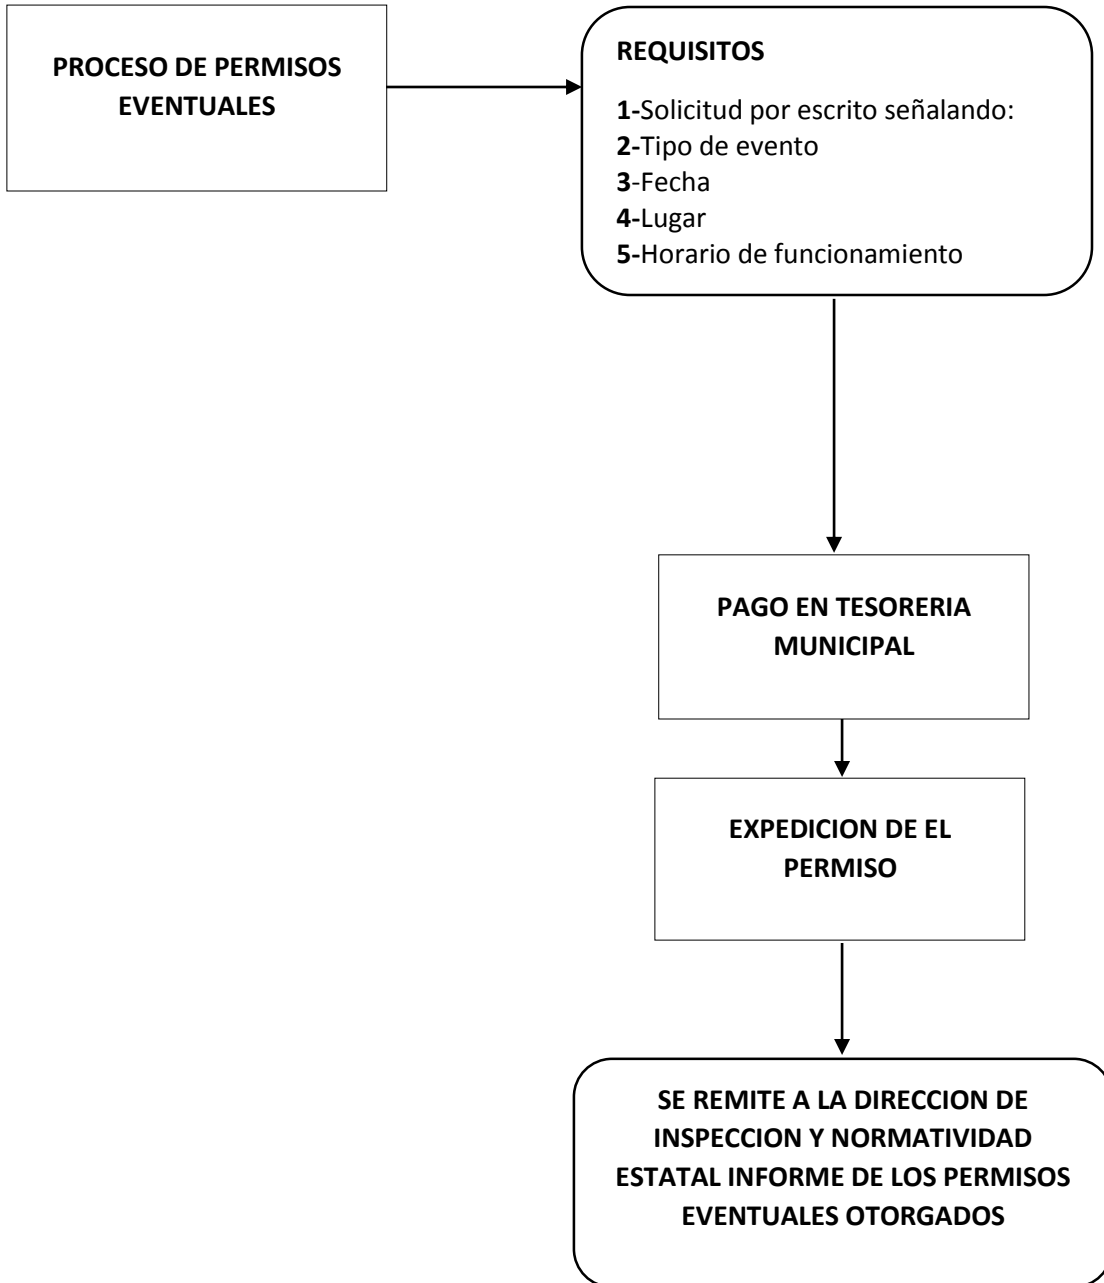 PROCESO DE PERMISOS
EVENTUALES
REQUISITOS
1-Solicitud por escrito señalando:
2-Tipo de evento
3-Fecha
4-Lugar
5-Horario de funcionamiento
PAGO EN TESORERIA
MUNICIPAL
EXPEDICION DE EL
PERMISO
SE REMITE A LA DIRECCION DE
INSPECCION Y NORMATIVIDAD
ESTATAL INFORME DE LOS PERMISOS
EVENTUALES OTORGADOS